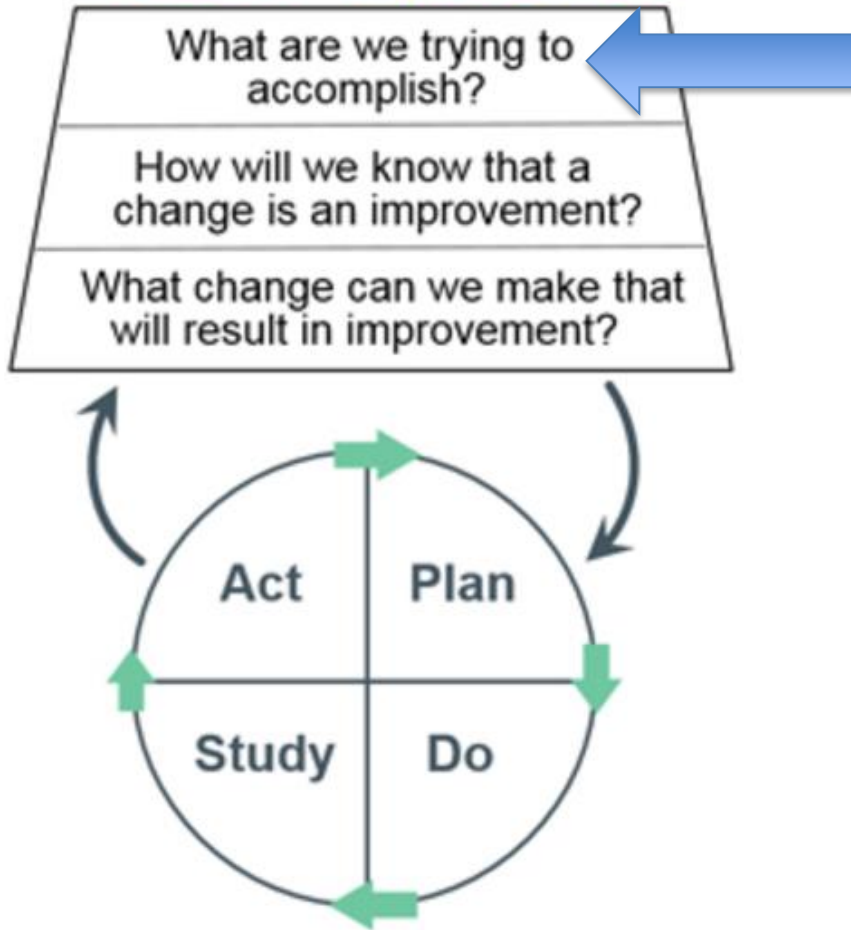 What are we trying to
accomplish?
How will we know that a
change is an improvement?
What change can we make that
will result in improvement?
Act
Plan
Study
Do